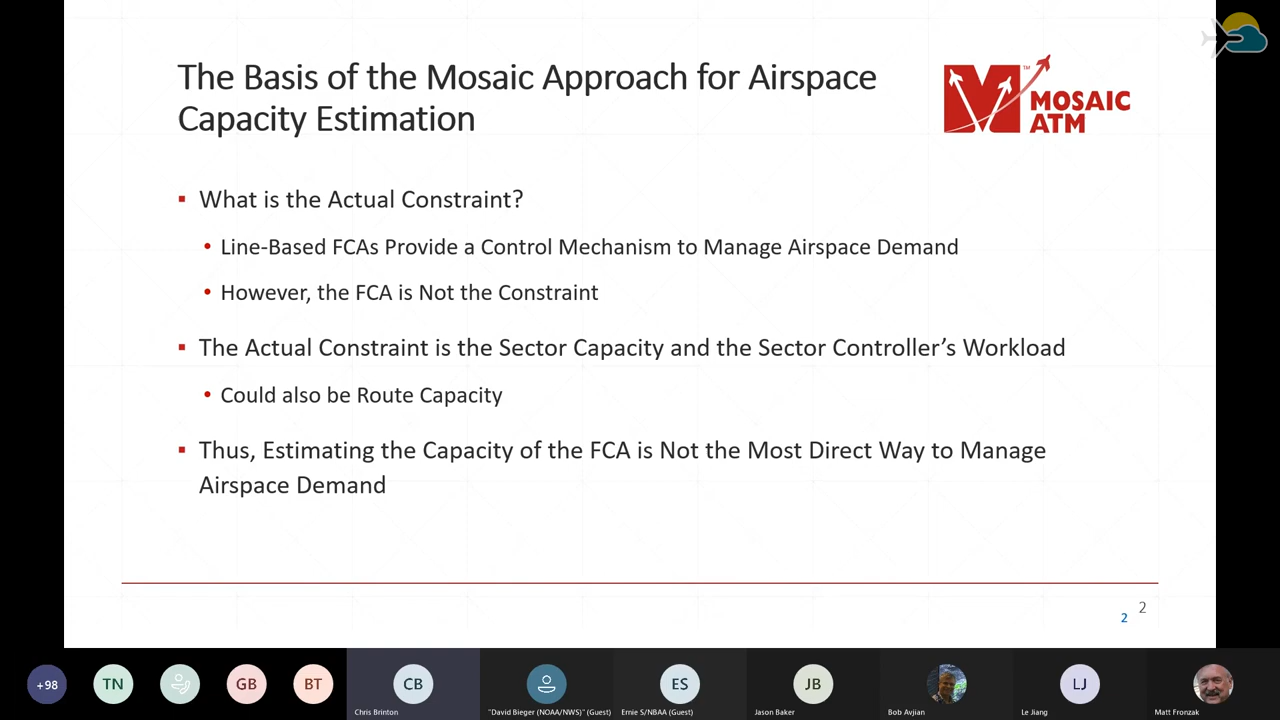 The Basis of the Mosaic Approach for Airspace
Capacity Estimation
TM
MOSAIC
ATM
What is the Actual Constraint?
Line-Based FCAs Provide a Control Mechanism to Manage Airspace Demand
However, the FCA is Not the Constraint
The Actual Constraint is the Sector Capacity and the Sector Controller’s Workload
Could also be Route Capacity
Thus, Estimating the Capacity of the FCA is Not the Most Direct Way to Manage
Airspace Demand
2
2
+98
TN
GB
BT
CB
ES
JB
LJ
Chris Brinton
"David Bieger (NOAA/NWS)" (Guest)
Ernie S/NBAA (Guest)
Jason Baker
Bob Avjian
Le Jiang
Matt Fronzak